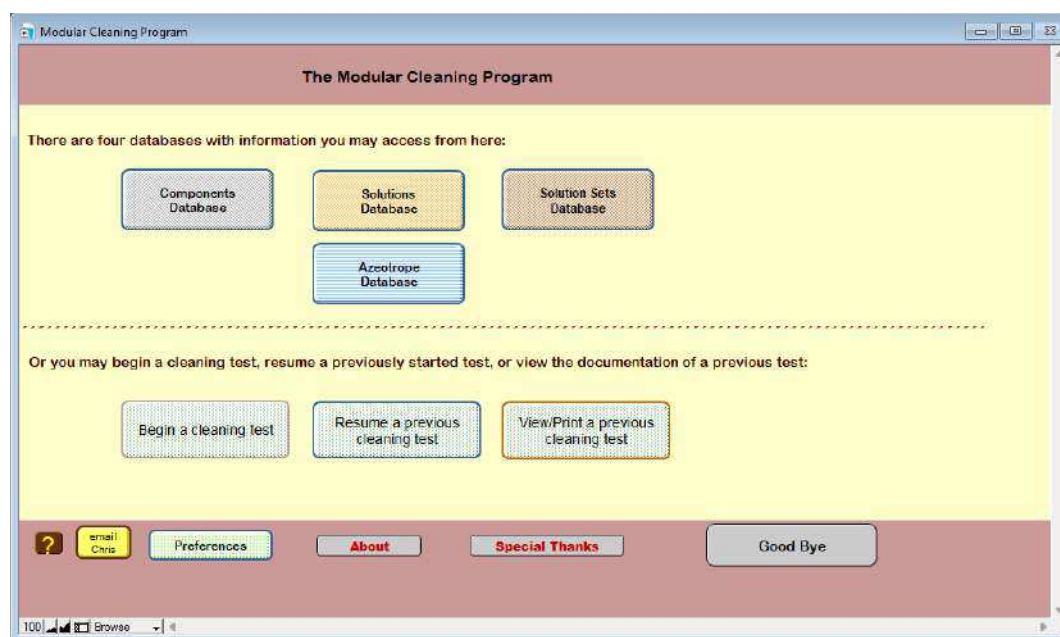 Modular Cleaning Program
The Modular Cleaning Program
There are four databases with information you may access from here:
Components
Database
Solutions
Database
Solution Sets
Database
Azeotrope
Database
Or you may begin a cleaning test, resume a previously started test, or view the documentation of a previous test:
Begin a cleaning test
Resume a previous
cleaning test
View/Print a previous
cleaning test
?
email
Chris
Preferences
About
Special Thanks
Good Bye
100
Browse